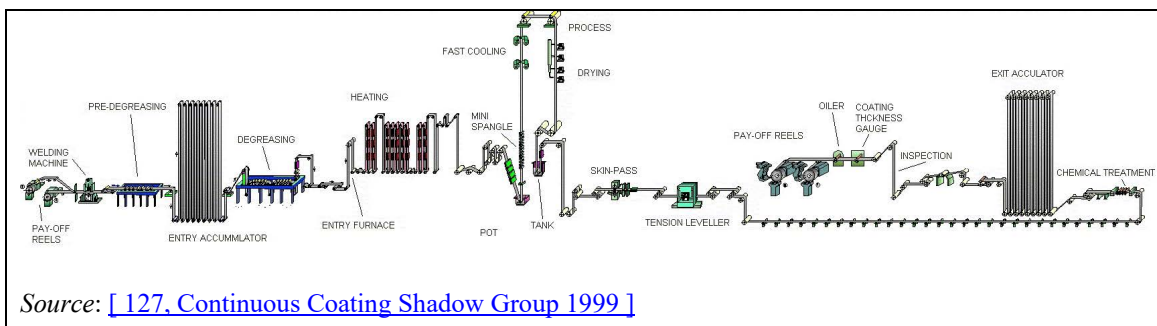 PROCESS
FAST COOLING
DRYING
EXIT ACCULATOR
HEATING
PRE-DEGREASING
OILER
COATING
THCKNESS
GAUGE
MINI
SPANGLE
PAY-OFF REELS
WELDING
MACHINE
DEGREASING
INSPECTION
SKIN-PASS
CHEMICAL TREATMENT
PAY-OFF
REELS
ENTRY ACCUMMLATOR
ENTRY FURNACE
POT
TANK
TENSION LEVELLER
Source: [ 127, Continuous Coating Shadow Group 1999 ]